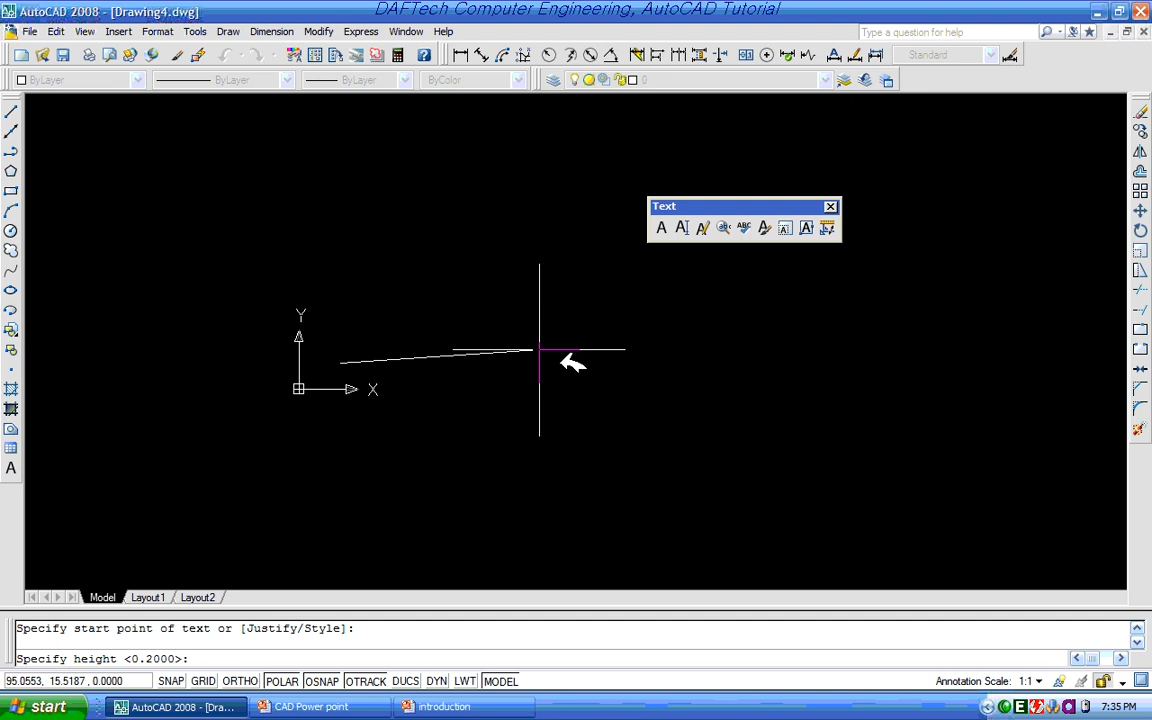 DAFTech Computer Engineering, AutoCAD Tutorial
AutoCAD 2008 - [Drawing4.dwg]
File Edit View Insert Format Tools Draw Dimension Modify Express Window Help
Type a question for help
Standard
ByLayer ByLayer ByLayer ByColor 0
Text
Y
X
A
Model Layout1 Layout2
Specify start point of text or [Justify/Style]:
Specify height <0.2000>:
95.0553, 15.5187 , 0.0000 SNAP GRID ORTHO POLAR OSNAP OTRACK DUCS DYN LWT MODEL Annotation Scale: 1:1
start AutoCAD 2008 - [Dra... CAD Power point introduction 7:35 PM